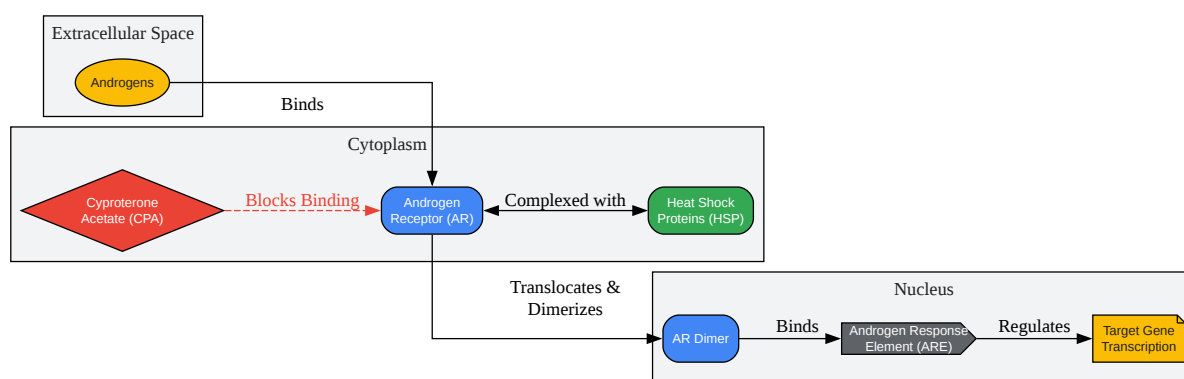 Extracellular Space
Androgens
Binds
Cytoplasm
Cyproterone
Acetate (CPA)
Blocks Binding
Androgen
Receptor (AR)
Complexed with
Heat Shock
Proteins (HSP)
Translocates &
Dimerizes
Nucleus
AR Dimer
Binds
Androgen Response
Element (ARE)
Regulates
Target Gene
Transcription